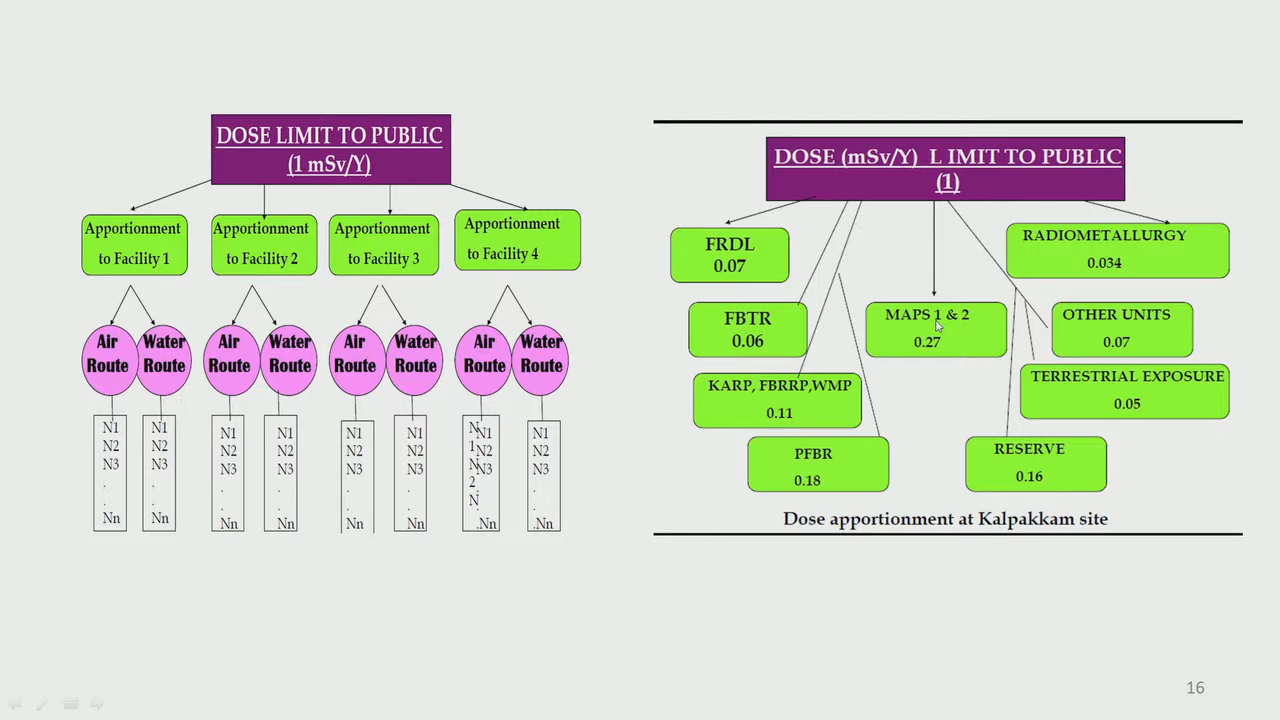 DOSE LIMIT TO PUBLIC
(1 mSv/Y)
Apportionment
to Facility 1
Apportionment
to Facility 2
Apportionment
to Facility 3
Apportionment
to Facility 4
Air
Route
Water
Route
Air
Route
Water
Route
Air
Route
Water
Route
Air
Route
Water
Route
N1
N2
N3
.
.
Nn
N1
N2
N3
.
.
Nn
N1
N2
N3
.
.
Nn
N1
N2
N3
.
.
Nn
N1
N2
N3
.
.
Nn
N1
N2
N3
.
.
Nn
N
1
N
2
N
N1
N2
N3
.
.Nn
N1
N2
N3
.
.
.Nn
DOSE (mSv/Y) L IMIT TO PUBLIC
(1)
FRDL
0.07
RADIOMETALLURGY
0.034
FBTR
0.06
MAPS 1 & 2
0.27
OTHER UNITS
0.07
KARP, FBRRP,WMP
0.11
TERRESTRIAL EXPOSURE
0.05
PFBR
0.18
RESERVE
0.16
Dose apportionment at Kalpakkam site
16